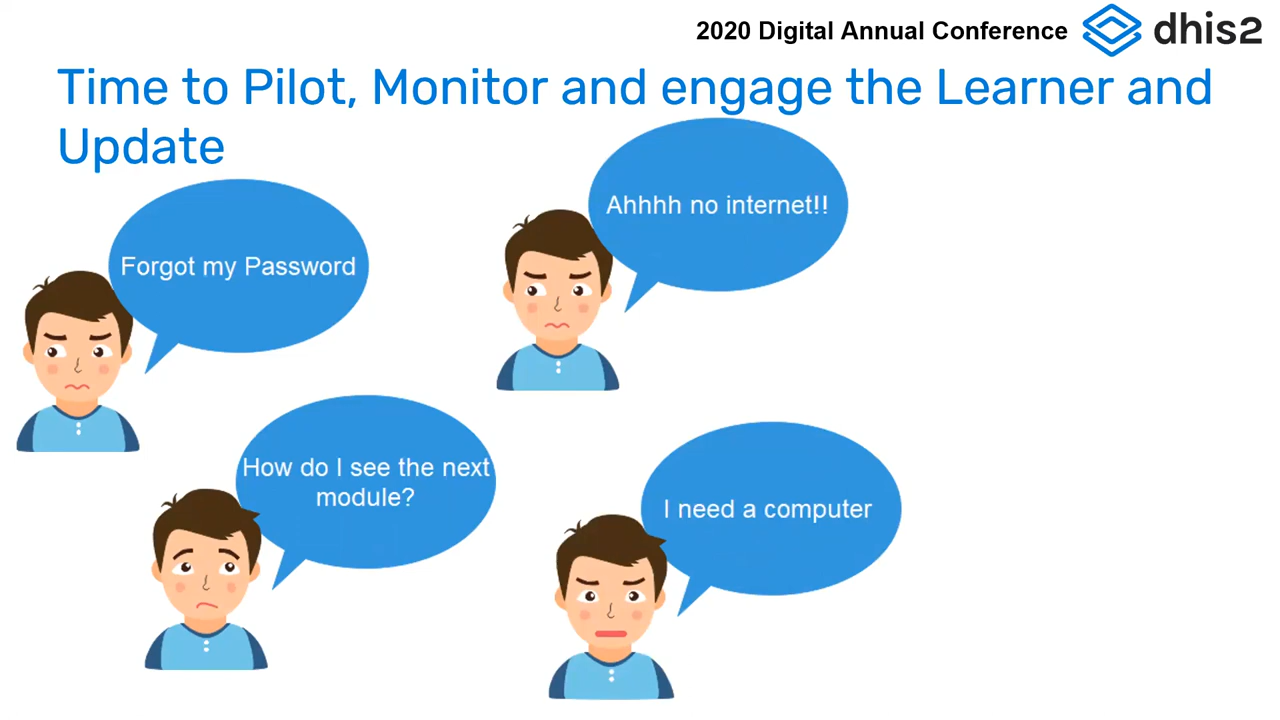 2020 Digital Annual Conference dhis2
Time to Pilot, Monitor and engage the Learner and
Update
Ahhhh no internet!!
Forgot my Password
How do I see the next
module?
I need a computer